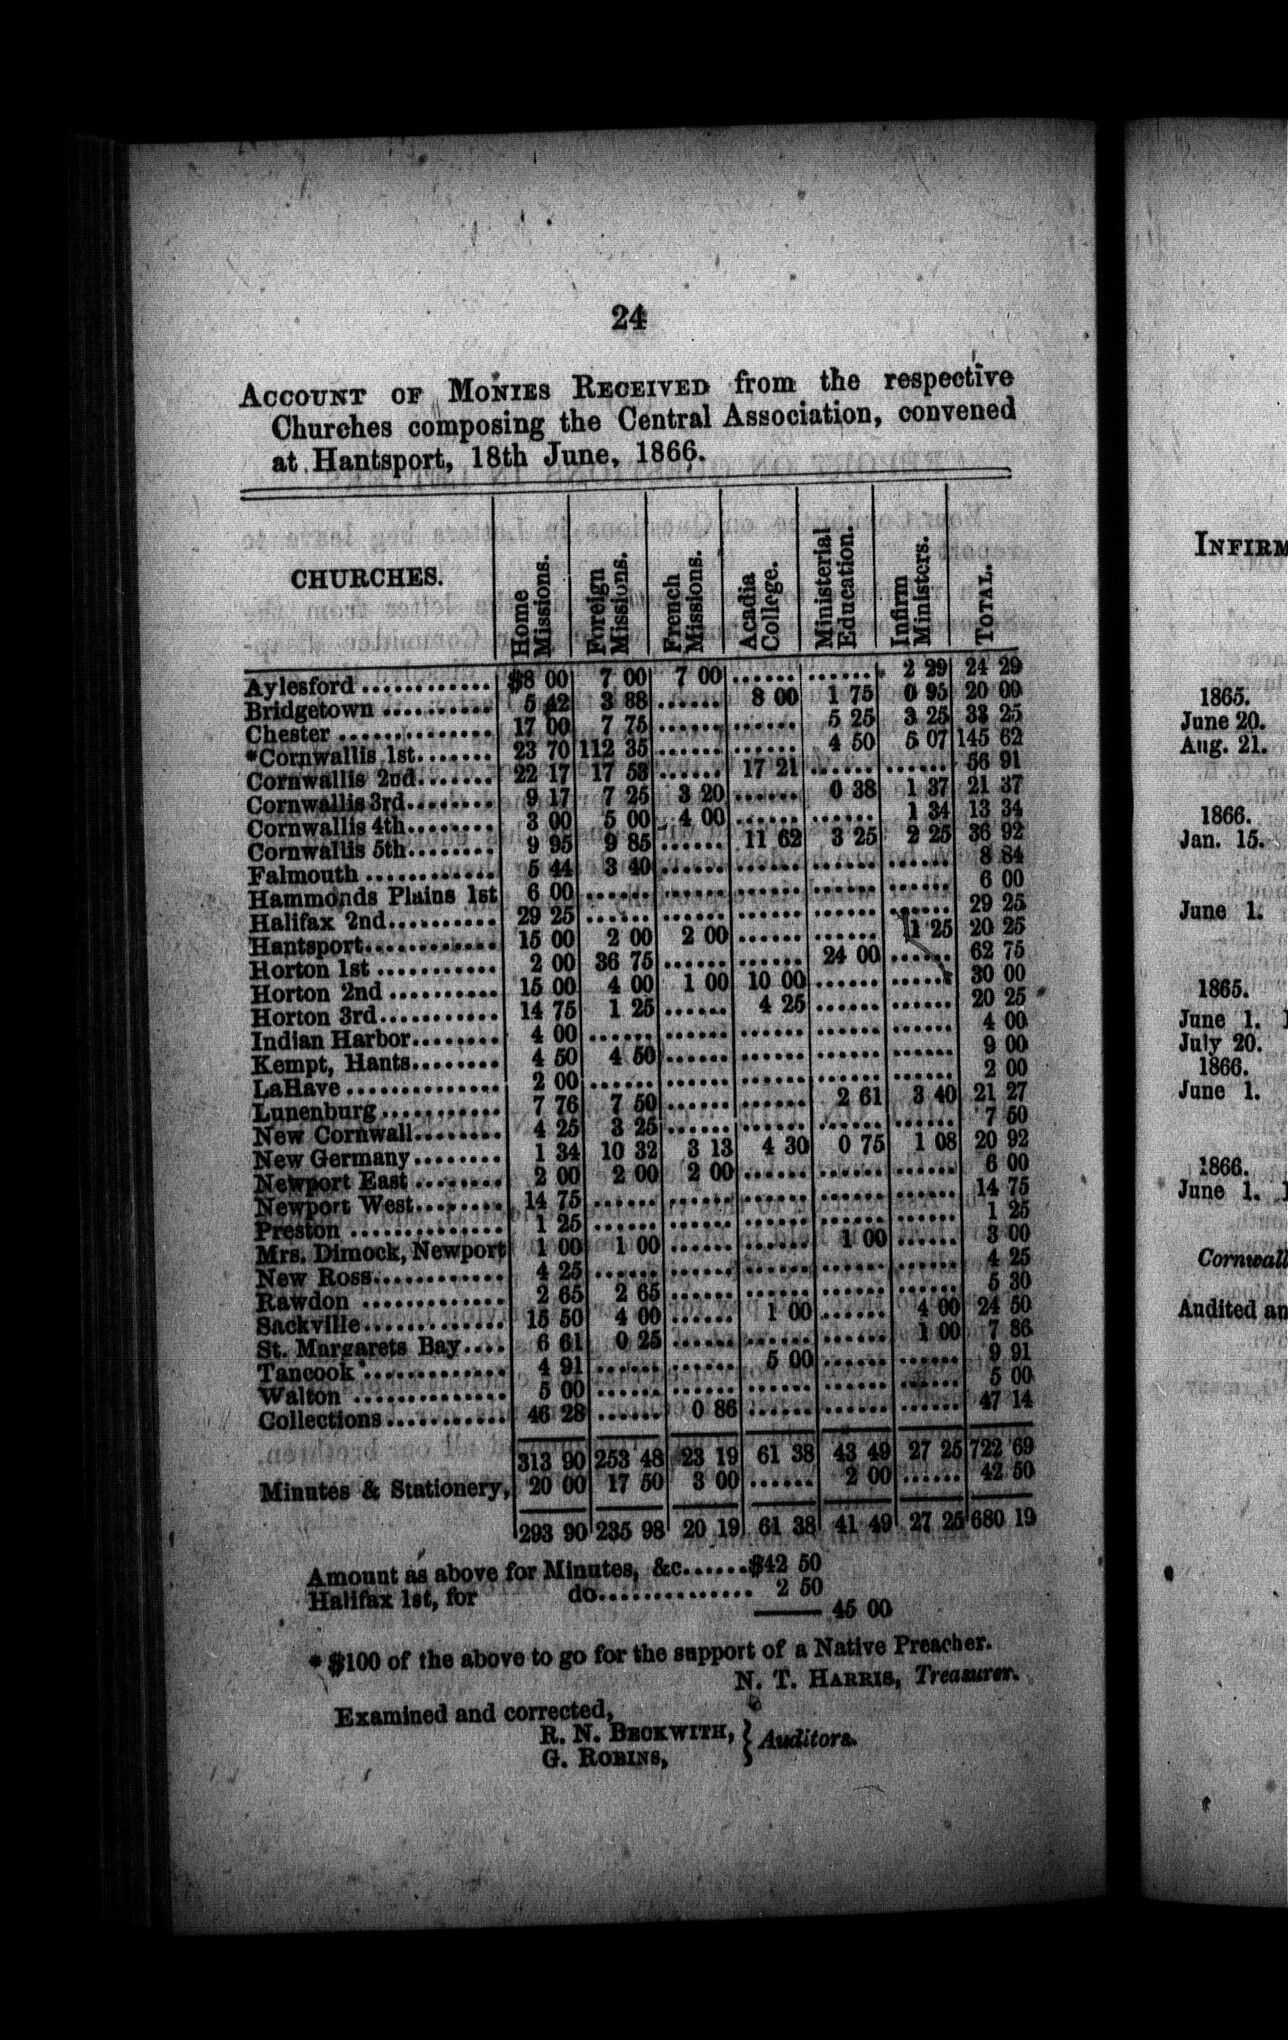 24
ACCOUNT OF MONIES RECEIVED from the respective
Churches composing the Central Association, convened
at Hantsport, 18th June, 1866.
CHURCHES. Home Missions. Foreign Missions. French Missions. Acadia College. Ministerial Education. Infirm Ministers. TOTAL.
Aylesford ............ $8 00 7 00 7 00 ...... ...... 2 29 24 29
Bridgetown .......... 5 42 3 88 ...... 8 00 1 75 0 95 20 00
Chester .............. 17 00 7 75 ...... ...... 5 25 3 25 33 25
*Cornwallis 1st....... 23 70 112 35 ...... ...... 4 50 5 07 145 62
Cornwallis 2nd....... 22 17 17 53 ...... 17 21 ...... ...... 56 91
Cornwallis 3rd........ 9 17 7 25 3 20 ...... 0 38 1 37 21 37
Cornwallis 4th........ 3 00 5 00 4 00 ...... ...... 1 34 13 34
Cornwallis 5th........ 9 95 9 85 ...... 11 62 3 25 2 25 36 92
Falmouth ............ 5 44 3 40 ...... ...... ...... ...... 8 84
Hammonds Plains 1st 6 00 ...... ...... ...... ...... ...... 6 00
Halifax 2nd.......... 29 25 ...... ...... ...... ...... ...... 29 25
Hantsport............ 15 00 2 00 2 00 ...... ...... 1 25 20 25
Horton 1st ........... 2 00 36 75 ...... ...... 24 00 ...... 62 75
Horton 2nd .......... 15 00 4 00 1 00 10 00 ...... ...... 30 00
Horton 3rd........... 14 75 1 25 ...... 4 25 ...... ...... 20 25
Indian Harbor........ 4 00 ...... ...... ...... ...... ...... 4 00
Kempt, Hants........ 4 50 4 50 ...... ...... ...... ...... 9 00
LaHave .............. 2 00 ...... ...... ...... ...... ...... 2 00
Lunenburg ........... 7 76 7 50 ...... ...... 2 61 3 40 21 27
New Cornwall........ 4 25 3 25 ...... ...... ...... ...... 7 50
New Germany ........ 1 34 10 32 3 13 4 30 0 75 1 08 20 92
Newport East ........ 2 00 2 00 2 00 ...... ...... ...... 6 00
Newport West........ 14 75 ...... ...... ...... ...... ...... 14 75
Preston .............. 1 25 ...... ...... ...... ...... ...... 1 25
Mrs. Dimock, Newport 1 00 1 00 ...... ...... 1 00 ...... 3 00
New Ross............ 4 25 ...... ...... ...... ...... ...... 4 25
Rawdon ............. 2 65 2 65 ...... ...... ...... ...... 5 30
Sackville............. 15 50 4 00 ...... 1 00 ...... 4 00 24 50
St. Margarets Bay.... 6 61 0 25 ...... ...... ...... 1 00 7 86
Tancook ............. 4 91 ...... ...... 5 00 ...... ...... 9 91
Walton .............. 5 00 ...... ...... ...... ...... ...... 5 00
Collections........... 46 28 ...... 0 86 ...... ...... ...... 47 14
313 90 253 48 23 19 61 38 43 49 27 25 722 69
Minutes & Stationery, 20 00 17 50 3 00 ...... 2 00 ...... 42 50
293 90 235 98 20 19 61 38 41 49 27 25 680 19
Amount as above for Minutes, &c......$42 50
Halifax 1st, for do.............. 2 50
45 00
* $100 of the above to go for the support of a Native Preacher.
N. T. HARRIS, Treasurer.
Examined and corrected,
R. N. BECKWITH, } Auditors.
G. ROBINS,
INFIRM
1865.
June 20.
Aug. 21.
1866.
Jan. 15.
June 1.
1865.
June 1.
July 20.
1866.
June 1.
1866.
June 1.
Cornwall
Audited an